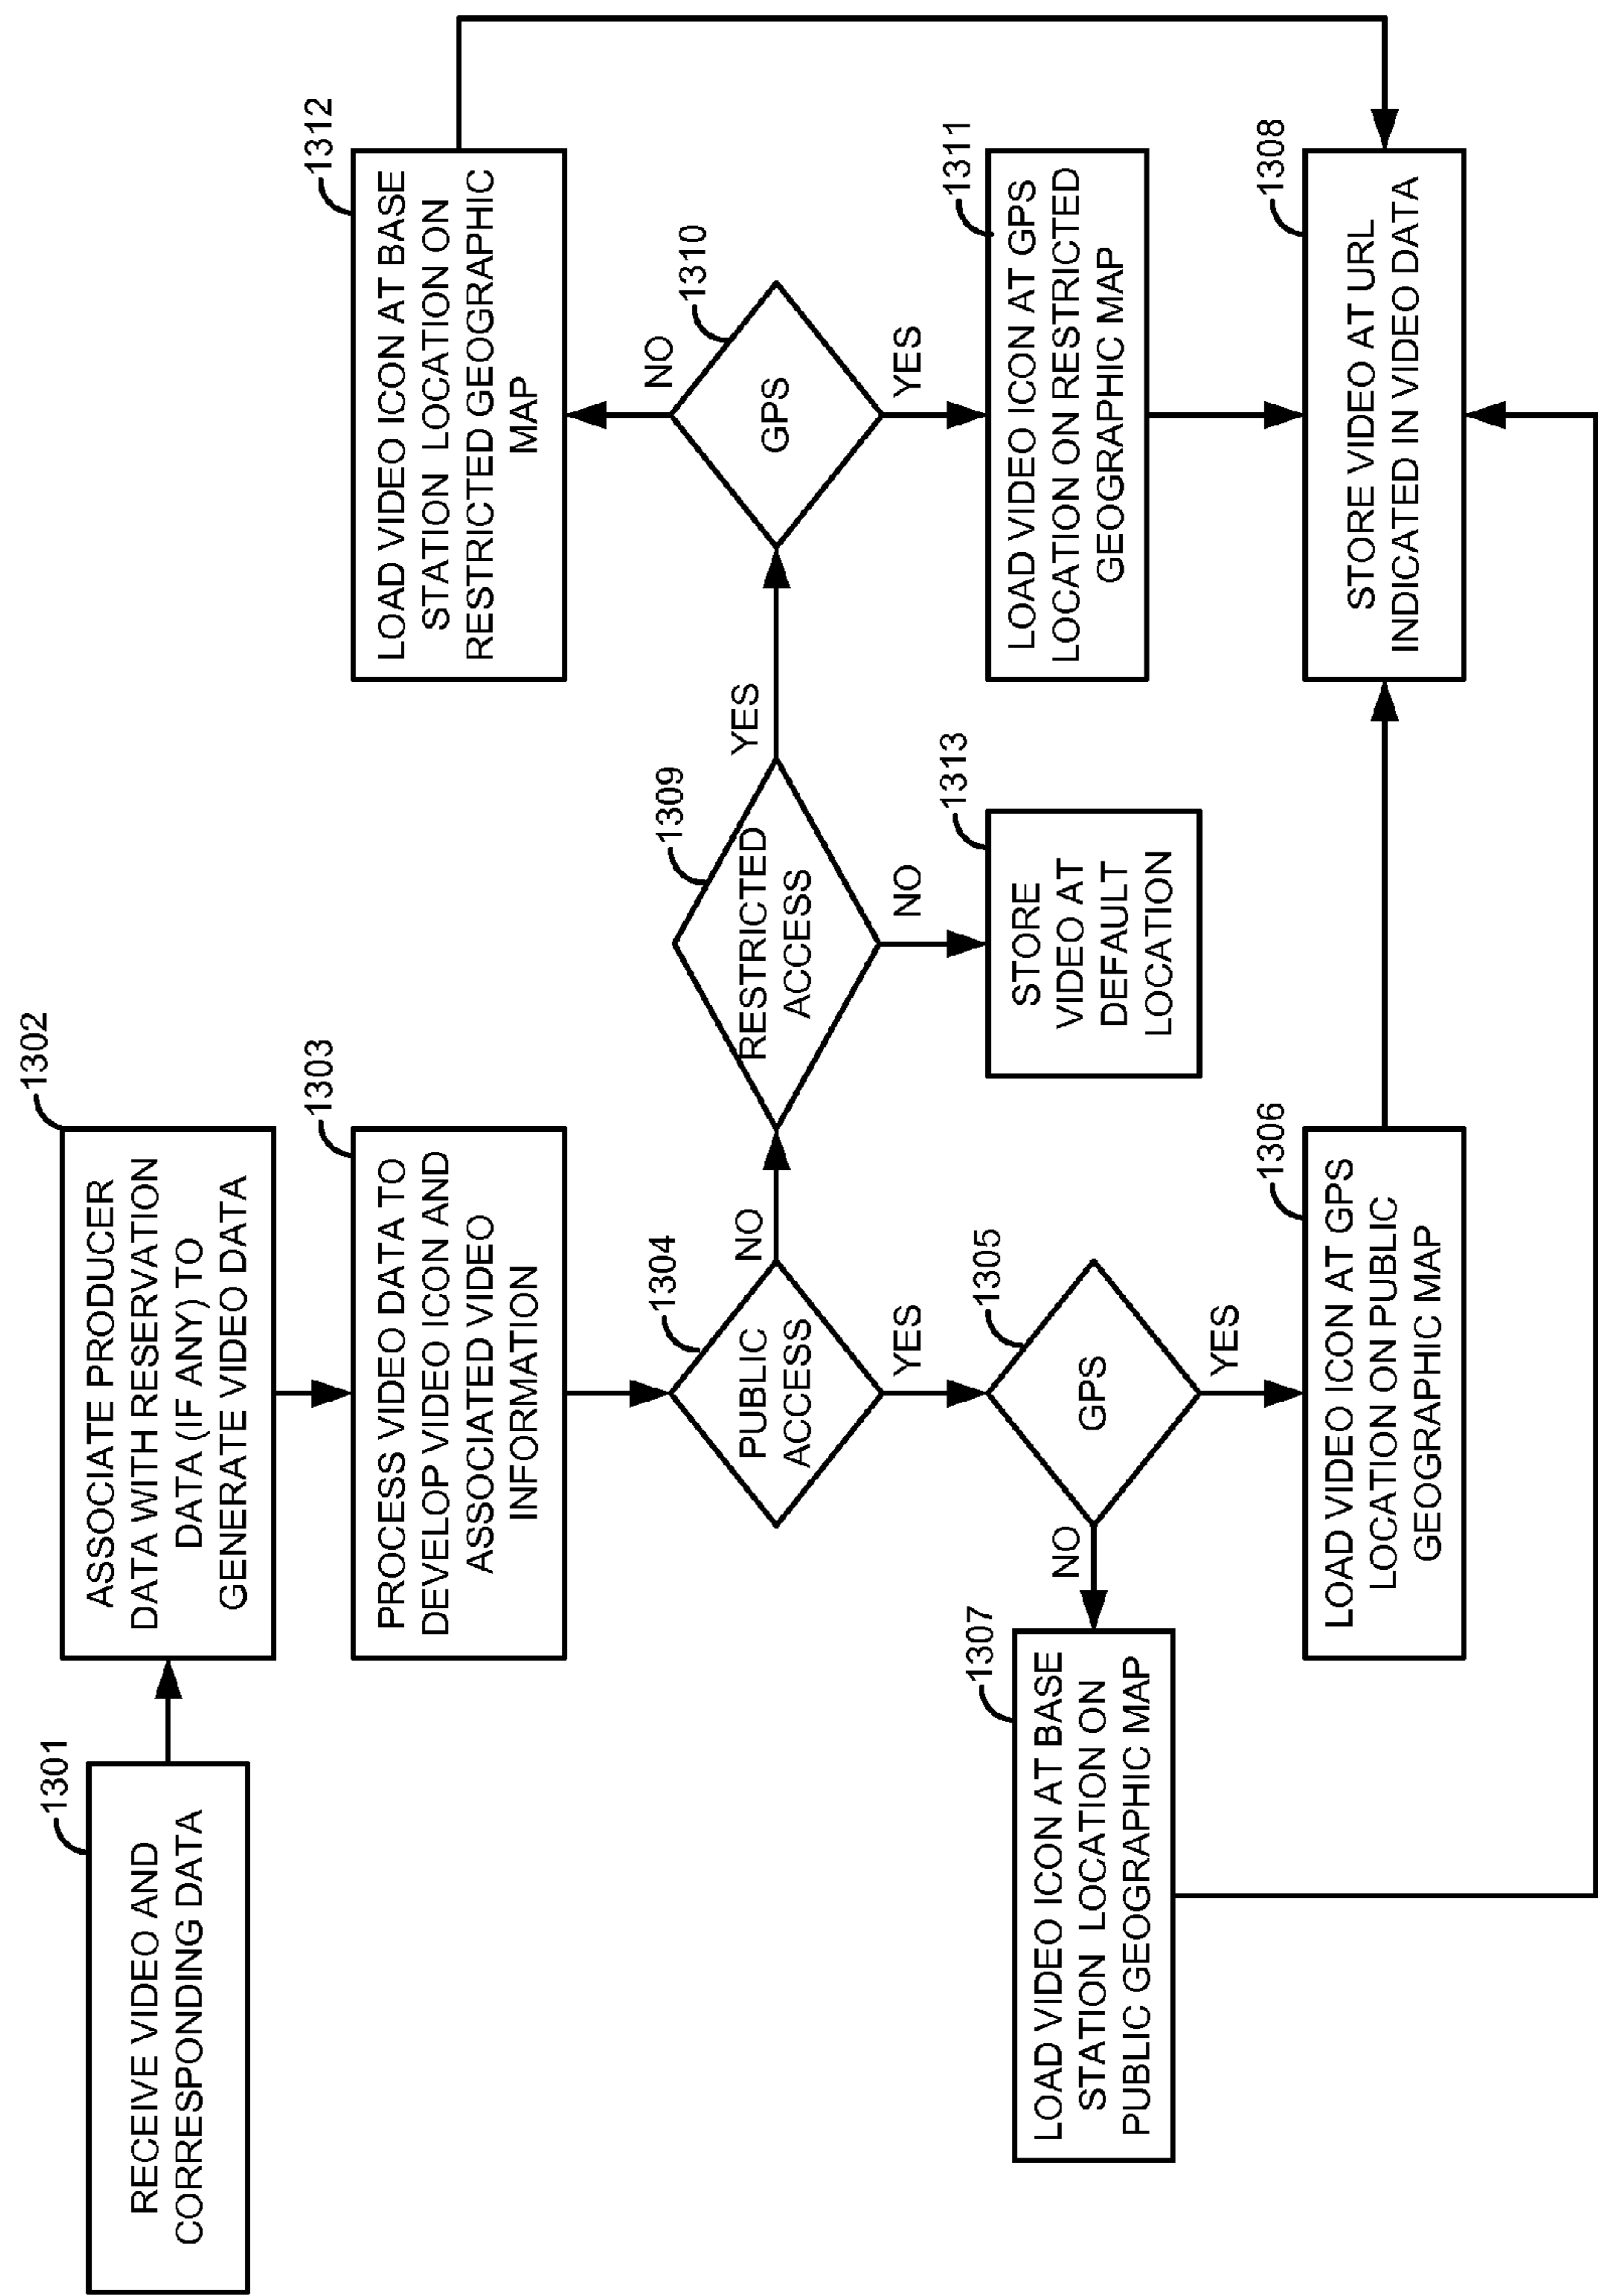 1301
RECEIVE VIDEO AND
CORRESPONDING DATA
1302
ASSOCIATE PRODUCER
DATA WITH RESERVATION
DATA (IF ANY) TO
GENERATE VIDEO DATA
1303
PROCESS VIDEO DATA TO
DEVELOP VIDEO ICON AND
ASSOCIATED VIDEO
INFORMATION
1304
PUBLIC
ACCESS
NO
YES
1305
GPS
NO
YES
1306
LOAD VIDEO ICON AT GPS
LOCATION ON PUBLIC
GEOGRAPHIC MAP
1307
LOAD VIDEO ICON AT BASE
STATION LOCATION ON
PUBLIC GEOGRAPHIC MAP
1308
STORE VIDEO AT URL
INDICATED IN VIDEO DATA
1309
RESTRICTED
ACCESS
YES
NO
1310
GPS
NO
YES
1311
LOAD VIDEO ICON AT GPS
LOCATION ON RESTRICTED
GEOGRAPHIC MAP
1312
LOAD VIDEO ICON AT BASE
STATION LOCATION ON
RESTRICTED GEOGRAPHIC
MAP
1313
STORE
VIDEO AT
DEFAULT
LOCATION